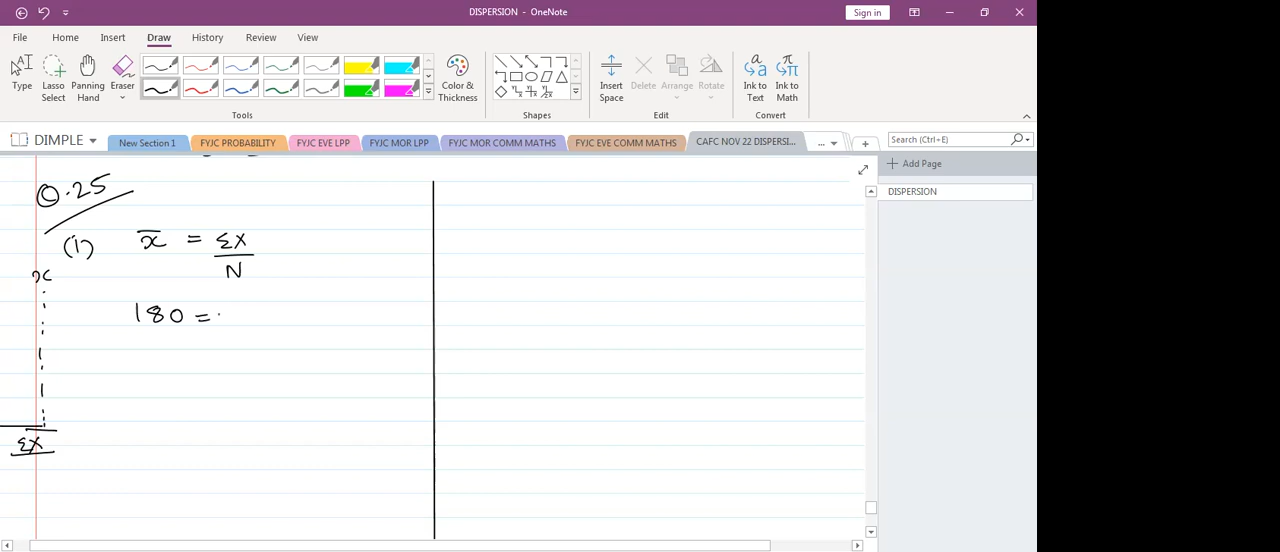 DISPERSION - OneNote
Sign in
File Home Insert Draw History Review View
Type
Lasso Select
Panning Hand
Eraser
Color & Thickness
Insert Space
Delete
Arrange
Rotate
Ink to Text
Ink to Math
Tools
Shapes
Edit
Convert
DIMPLE
New Section 1
FYJC PROBABILITY
FYJC EVE LPP
FYJC MOR LPP
FYJC MOR COMM MATHS
FYJC EVE COMM MATHS
CAFC NOV 22 DISPERSI...
...
Search (Ctrl+E)
Add Page
DISPERSION
Q.25
(1) x̄ = ΣX / N
x
180 =
ΣX